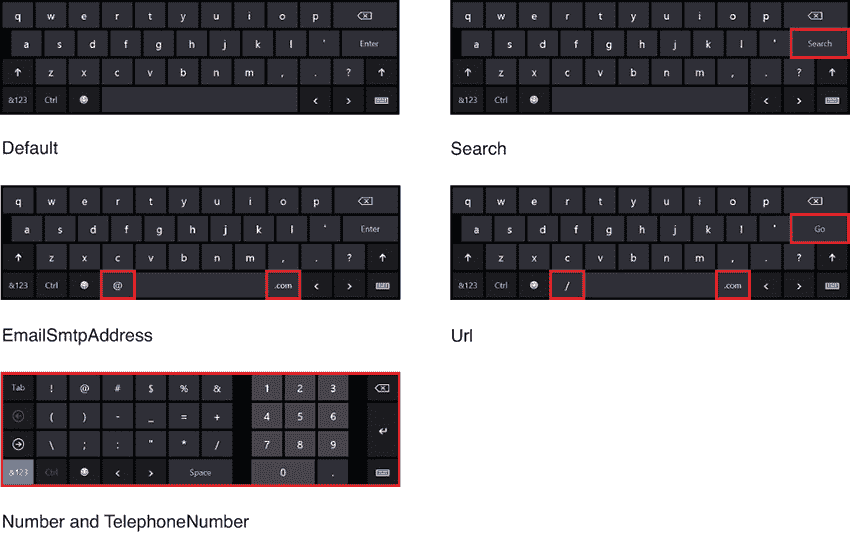 q w e r t y u i o p
a s d f g h j k l ' Enter
z x c v b n m , . ?
&123 Ctrl < >
Default
q w e r t y u i o p
a s d f g h j k l ' Search
z x c v b n m , . ?
&123 Ctrl < >
Search
q w e r t y u i o p
a s d f g h j k l ' Enter
z x c v b n m , . ?
&123 Ctrl @ .com < >
EmailSmtpAddress
q w e r t y u i o p
a s d f g h j k l ' Go
z x c v b n m , . ?
&123 Ctrl / .com < >
Url
Tab ! @ # $ % & 1 2 3
( ) - _ = + 4 5 6
\ ; : " * / 7 8 9
&123 Ctrl < > Space 0 .
Number and TelephoneNumber